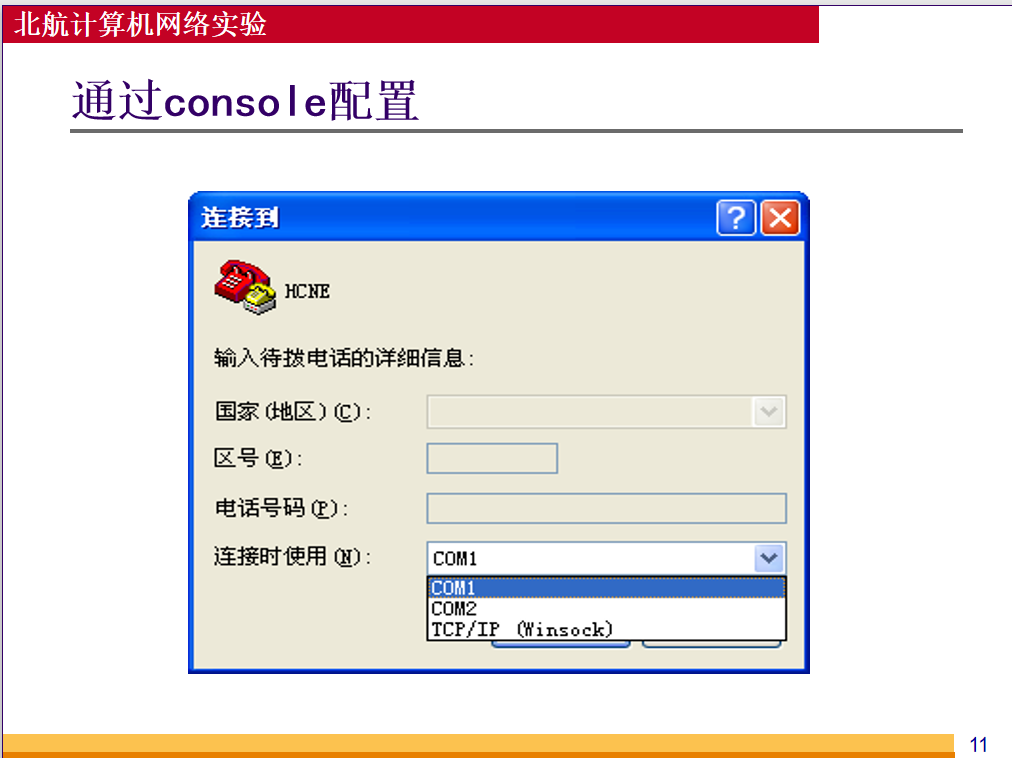 北航计算机网络实验
通过console配置
连接到
HCNE
输入待拨电话的详细信息:
国家(地区)(C):
区号(E):
电话号码(P):
连接时使用(N): COM1
COM1
COM2
TCP/IP (Winsock)
11